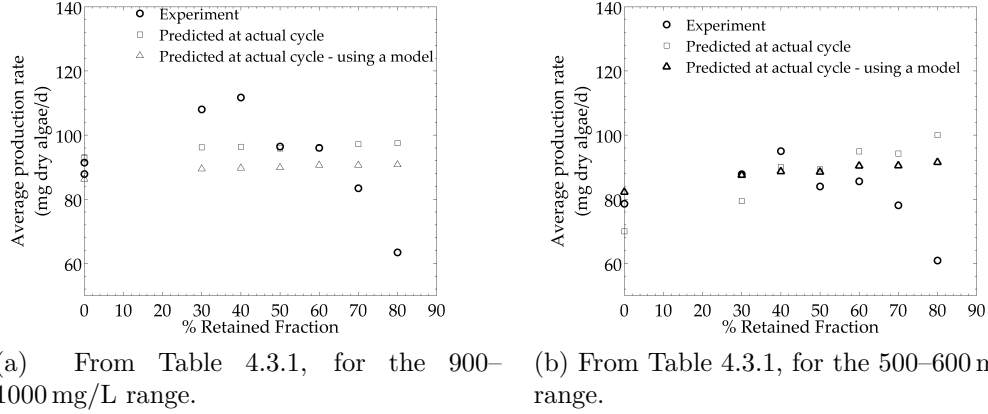 140
120
100
80
60
Average production rate
(mg dry algae/d)
Experiment
Predicted at actual cycle
Predicted at actual cycle - using a model
0 10 20 30 40 50 60 70 80 90
% Retained Fraction
140
120
100
80
60
Average production rate
(mg dry algae/d)
Experiment
Predicted at actual cycle
Predicted at actual cycle - using a model
0 10 20 30 40 50 60 70 80 90
% Retained Fraction
(a) From Table 4.3.1, for the 900–
1000 mg/L range.
(b) From Table 4.3.1, for the 500–600 m
range.